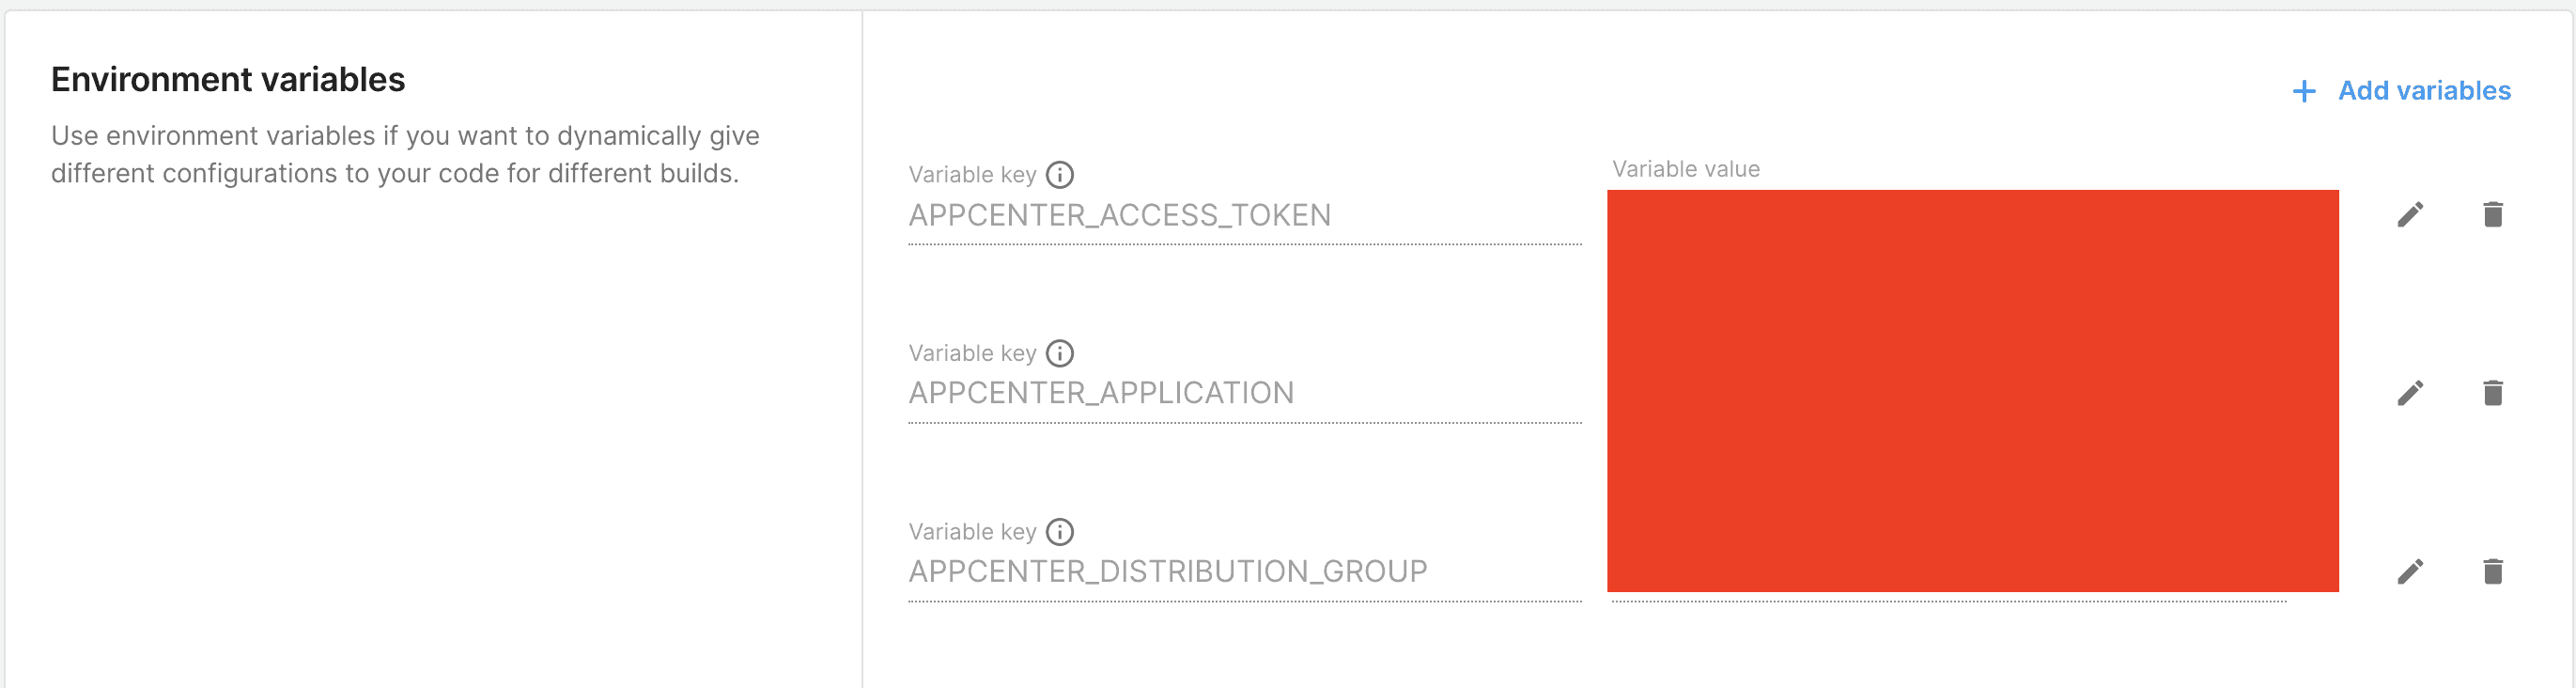 Environment variables
Use environment variables if you want to dynamically give
different configurations to your code for different builds.
Add variables
Variable key
Variable value
APPCENTER_ACCESS_TOKEN
Variable key
APPCENTER_APPLICATION
Variable key
APPCENTER_DISTRIBUTION_GROUP